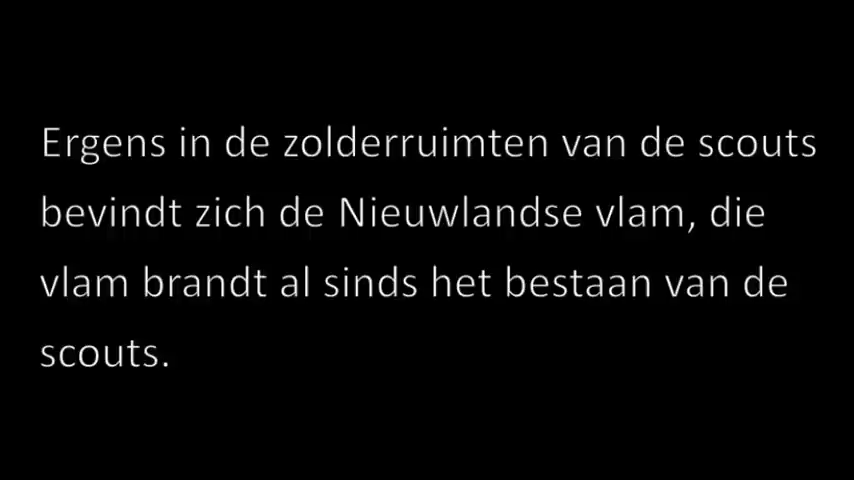 Ergens in de zolderruimten van de scouts
bevindt zich de Nieuwlandse vlam, die
vlam brandt al sinds het bestaan van de
scouts.